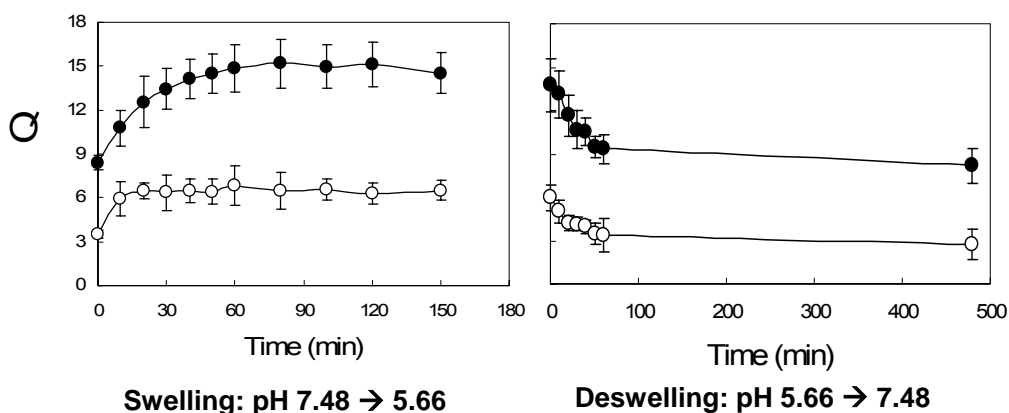 18
15
12
9
6
3
0
Q
0 30 60 90 120 150 180
Time (min)
Swelling: pH 7.48 → 5.66
0 100 200 300 400 500
Time (min)
Deswelling: pH 5.66 → 7.48